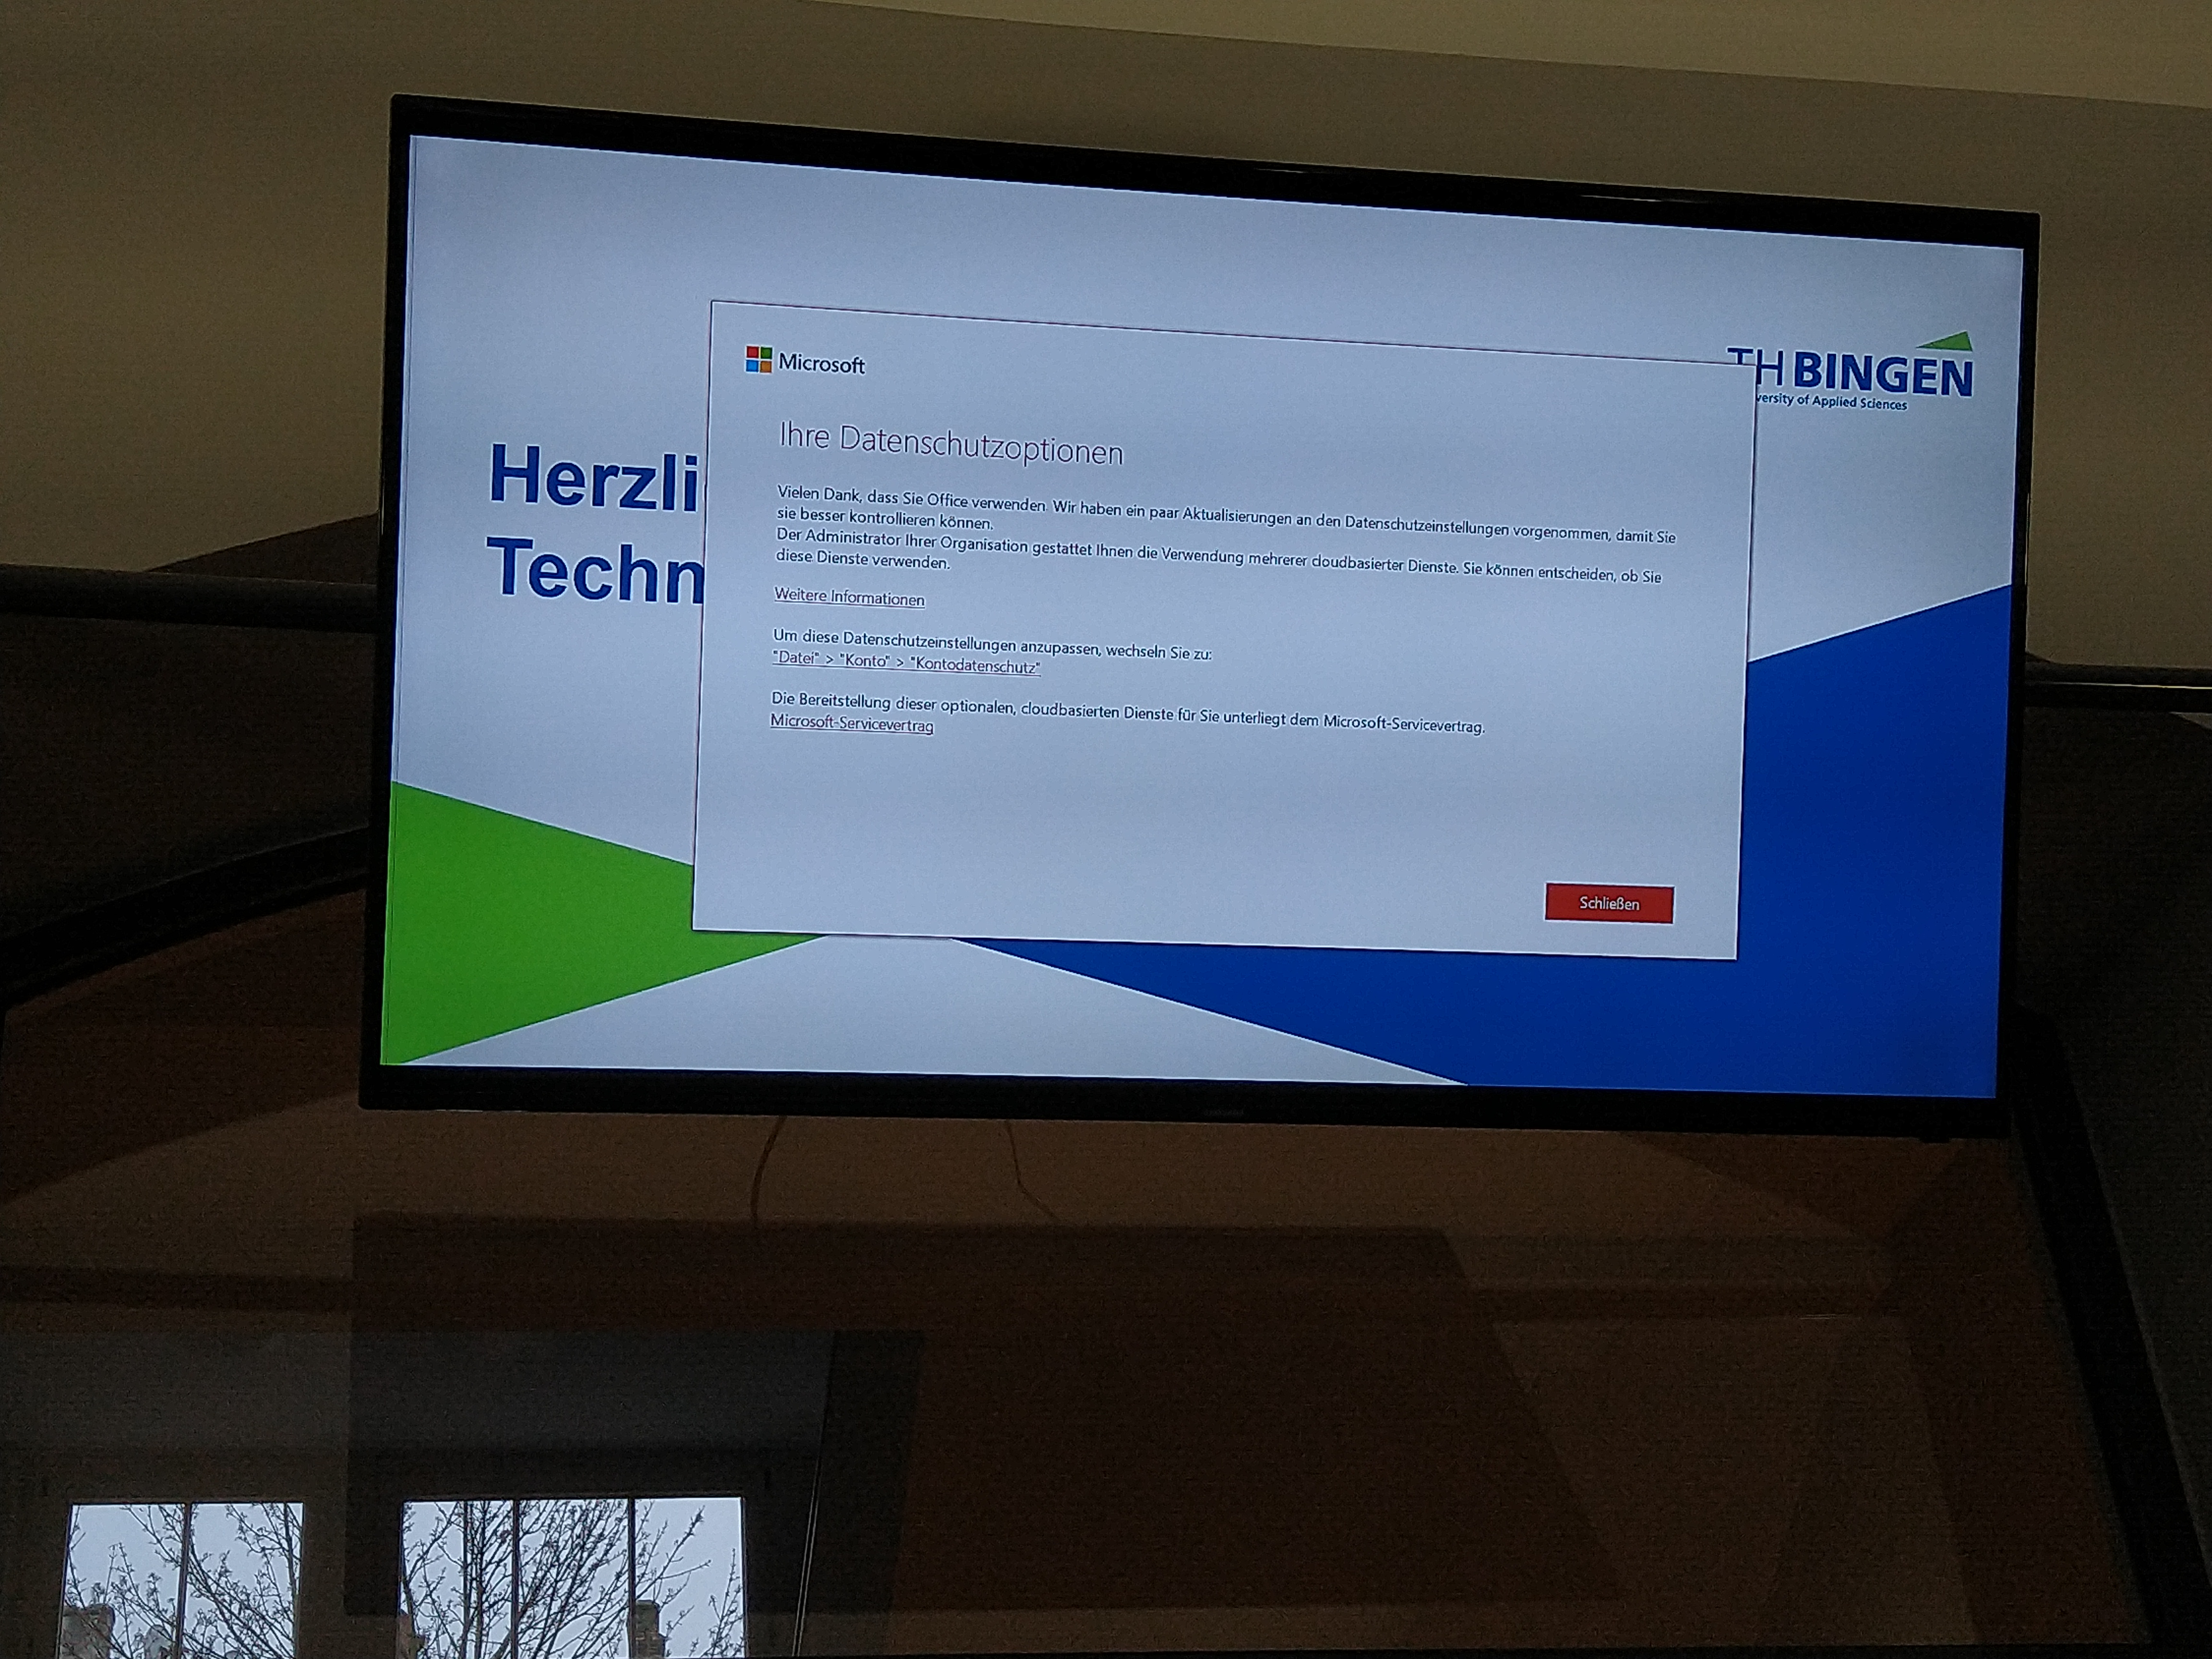 TH BINGEN
versity of Applied Sciences
Herzli
Techn
Microsoft
Ihre Datenschutzoptionen
Vielen Dank, dass Sie Office verwenden. Wir haben ein paar Aktualisierungen an den Datenschutzeinstellungen vorgenommen, damit Sie
sie besser kontrollieren können.
Der Administrator Ihrer Organisation gestattet Ihnen die Verwendung mehrerer cloudbasierter Dienste. Sie können entscheiden, ob Sie
diese Dienste verwenden.
Weitere Informationen
Um diese Datenschutzeinstellungen anzupassen, wechseln Sie zu:
"Datei" > "Konto" > "Kontodatenschutz"
Die Bereitstellung dieser optionalen, cloudbasierten Dienste für Sie unterliegt dem Microsoft-Servicevertrag.
Microsoft-Servicevertrag
Schließen